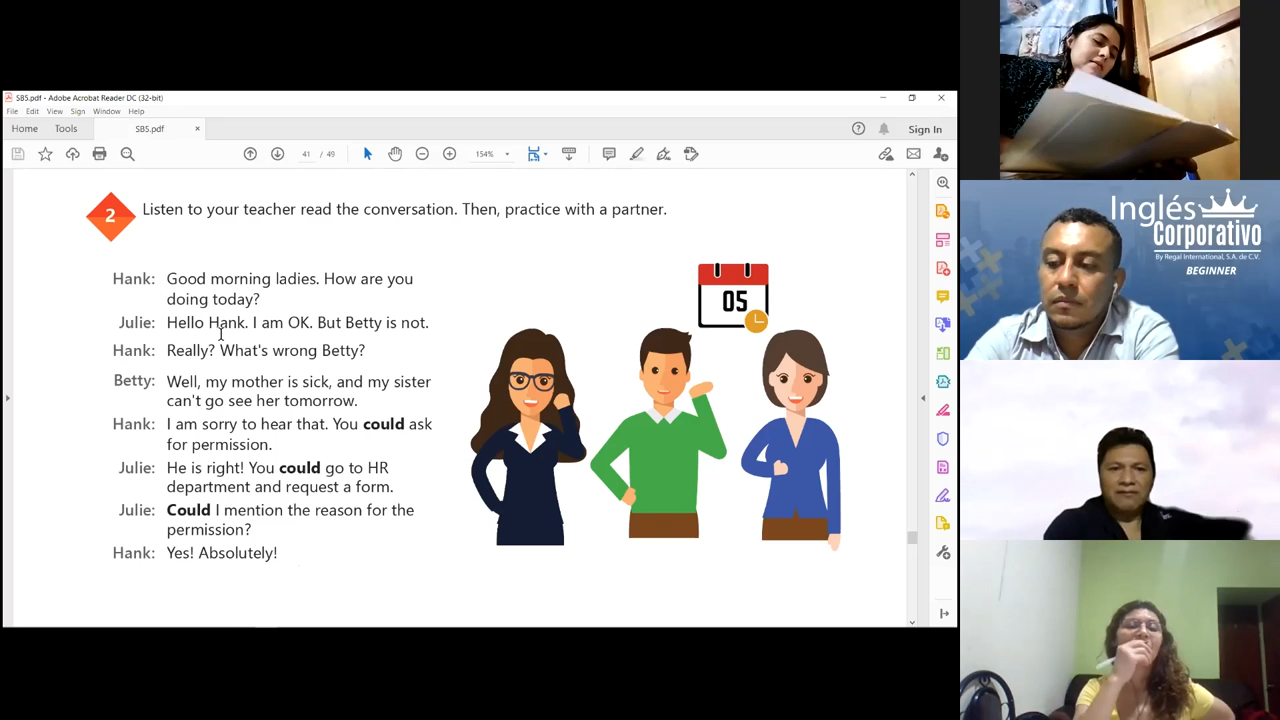 SB5.pdf - Adobe Acrobat Reader DC (32-bit)
File Edit View Sign Window Help
Home Tools SB5.pdf × Sign In
41 / 49 154%
2 Listen to your teacher read the conversation. Then, practice with a partner.
Hank: Good morning ladies. How are you
doing today?
Julie: Hello Hank. I am OK. But Betty is not.
Hank: Really? What's wrong Betty?
Betty: Well, my mother is sick, and my sister
can't go see her tomorrow.
Hank: I am sorry to hear that. You could ask
for permission.
Julie: He is right! You could go to HR
department and request a form.
Julie: Could I mention the reason for the
permission?
Hank: Yes! Absolutely!
05
Inglés
Corporativo
By Regal International, S.A. de C.V.
BEGINNER